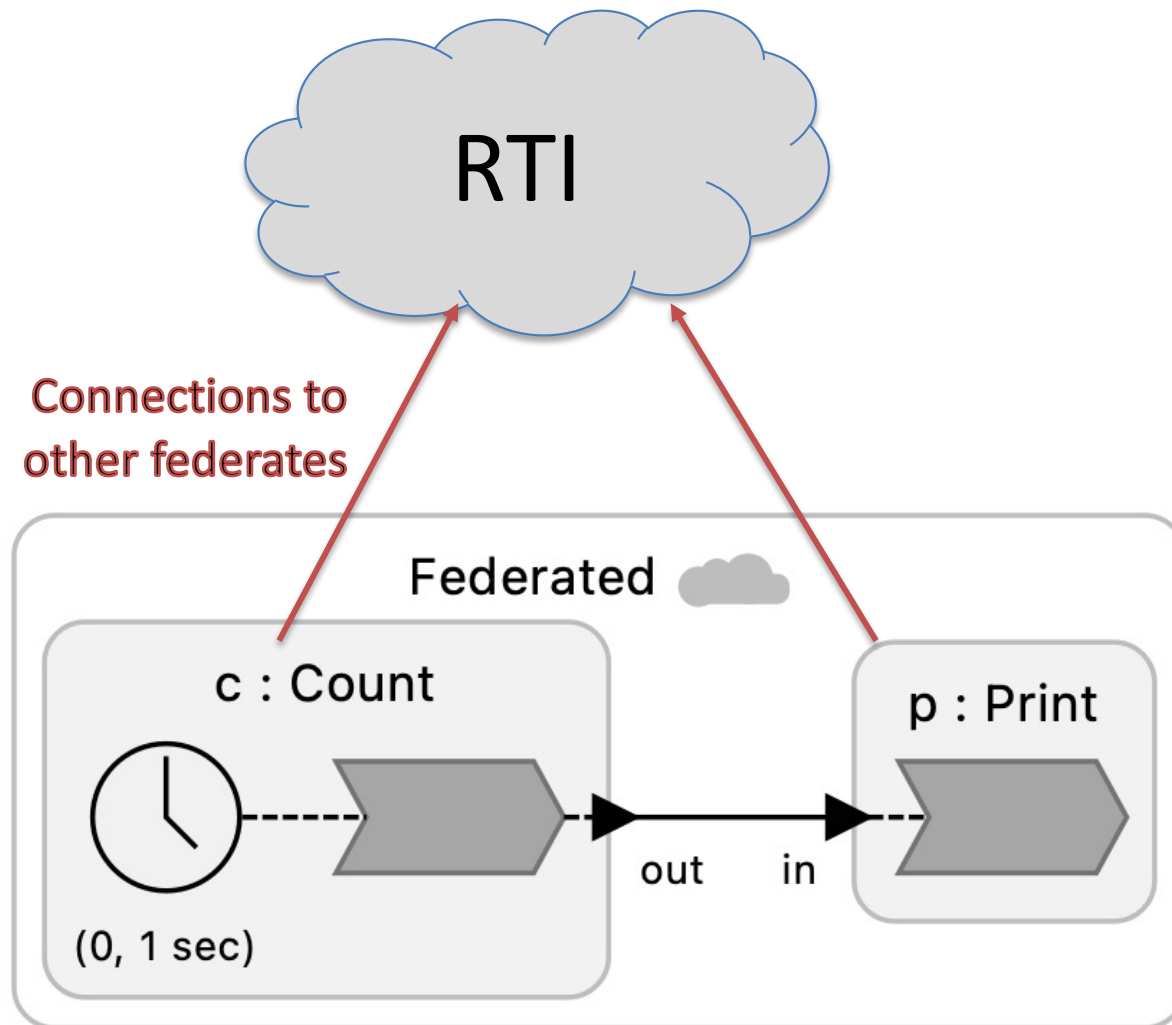 RTI
Connections to
other federates
Federated
c : Count
p : Print
out
in
(0, 1 sec)